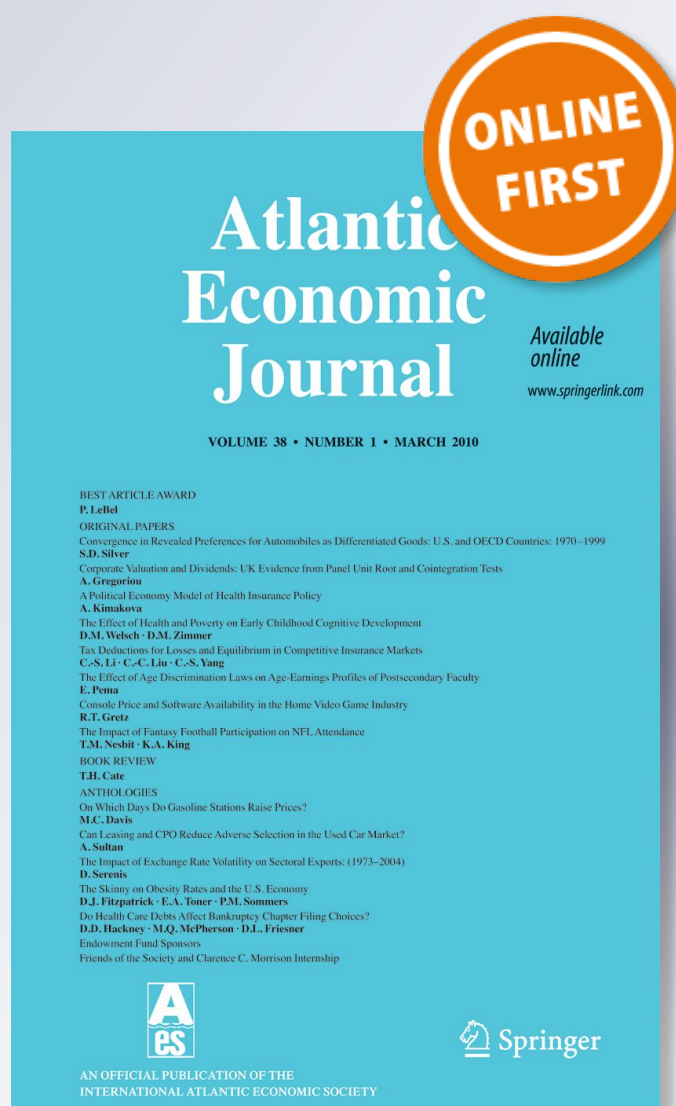 ONLINE
FIRST
Atlantic
Economic
Journal
Available
online
www.springerlink.com
VOLUME 38 • NUMBER 1 • MARCH 2010
BEST ARTICLE AWARD
P. LeBel
ORIGINAL PAPERS
Convergence in Revealed Preferences for Automobiles as Differentiated Goods: U.S. and OECD Countries: 1970–1999
S.D. Silver
Corporate Valuation and Dividends: UK Evidence from Panel Unit Root and Cointegration Tests
A. Gregoriou
A Political Economy Model of Health Insurance Policy
A. Kimakova
The Effect of Health and Poverty on Early Childhood Cognitive Development
D.M. Welsch · D.M. Zimmer
Tax Deductions for Losses and Equilibrium in Competitive Insurance Markets
C.-S. Li · C.-C. Liu · C.-S. Yang
The Effect of Age Discrimination Laws on Age-Earnings Profiles of Postsecondary Faculty
E. Pema
Console Price and Software Availability in the Home Video Game Industry
R.T. Gretz
The Impact of Fantasy Football Participation on NFL Attendance
T.M. Nesbit · K.A. King
BOOK REVIEW
T.H. Cate
ANTHOLOGIES
On Which Days Do Gasoline Stations Raise Prices?
M.C. Davis
Can Leasing and CPO Reduce Adverse Selection in the Used Car Market?
A. Sultan
The Impact of Exchange Rate Volatility on Sectoral Exports: (1973–2004)
D. Serenis
The Skinny on Obesity Rates and the U.S. Economy
D.J. Fitzpatrick · E.A. Toner · P.M. Sommers
Do Health Care Debts Affect Bankruptcy Chapter Filing Choices?
D.D. Hackney · M.Q. McPherson · D.L. Friesner
Endowment Fund Sponsors
Friends of the Society and Clarence C. Morrison Internship
A
es
Springer
AN OFFICIAL PUBLICATION OF THE
INTERNATIONAL ATLANTIC ECONOMIC SOCIETY